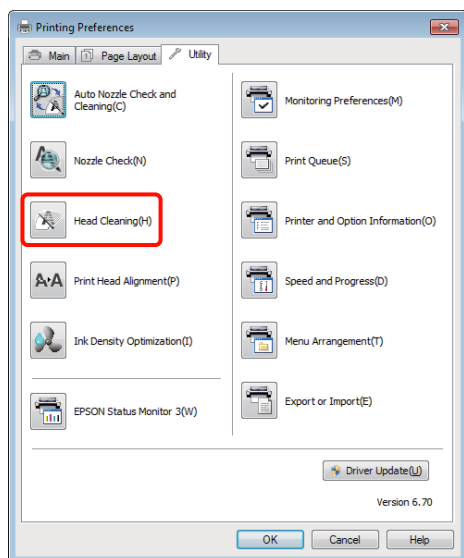 Printing Preferences
Main
Page Layout
Utility
Auto Nozzle Check and
Cleaning(C)
Nozzle Check(N)
Head Cleaning(H)
Print Head Alignment(P)
Ink Density Optimization(I)
EPSON Status Monitor 3(W)
Monitoring Preferences(M)
Print Queue(S)
Printer and Option Information(O)
Speed and Progress(D)
Menu Arrangement(T)
Export or Import(E)
Driver Update(U)
Version 6.70
OK
Cancel
Help